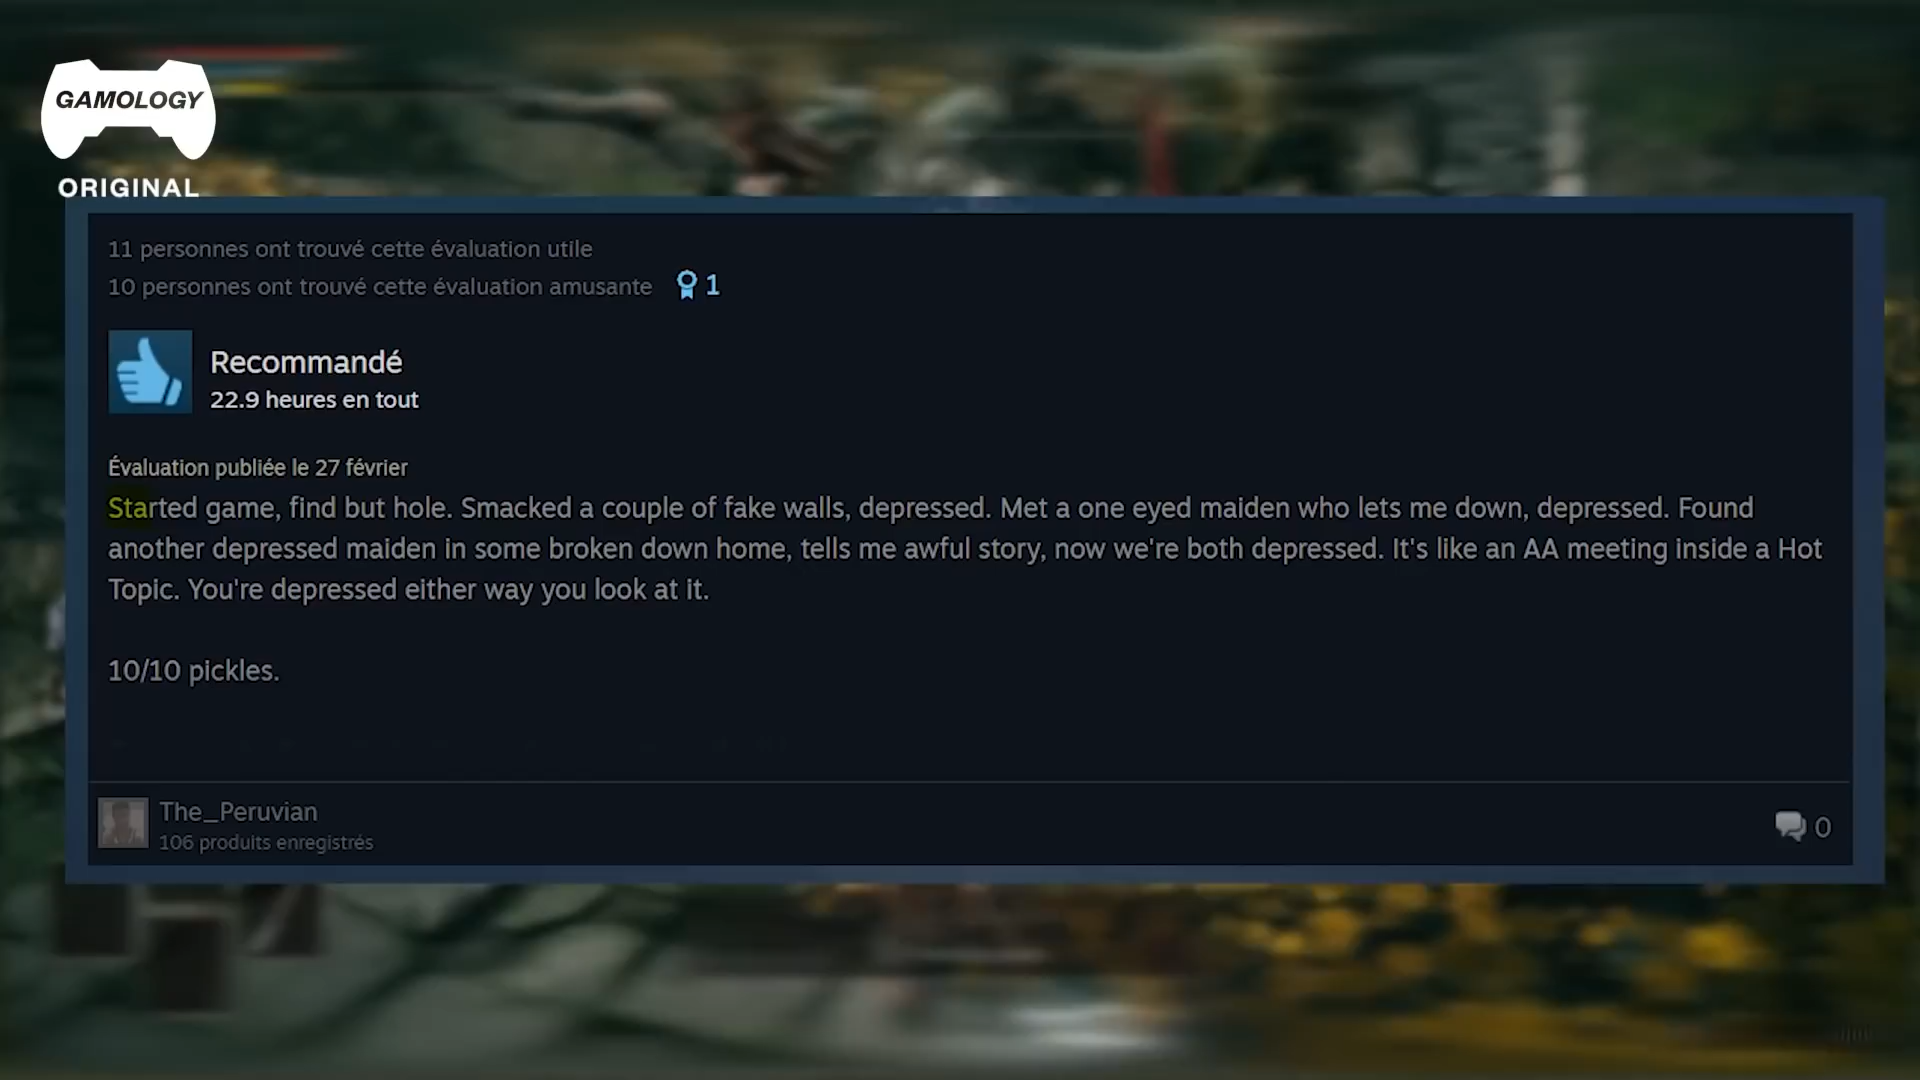 GAMOLOGY
ORIGINAL
11 personnes ont trouvé cette évaluation utile
10 personnes ont trouvé cette évaluation amusante 1
Recommandé
22.9 heures en tout
Évaluation publiée le 27 février
Started game, find but hole. Smacked a couple of fake walls, depressed. Met a one eyed maiden who lets me down, depressed. Found
another depressed maiden in some broken down home, tells me awful story, now we're both depressed. It's like an AA meeting inside a Hot
Topic. You're depressed either way you look at it.
10/10 pickles.
The_Peruvian
106 produits enregistrés
0